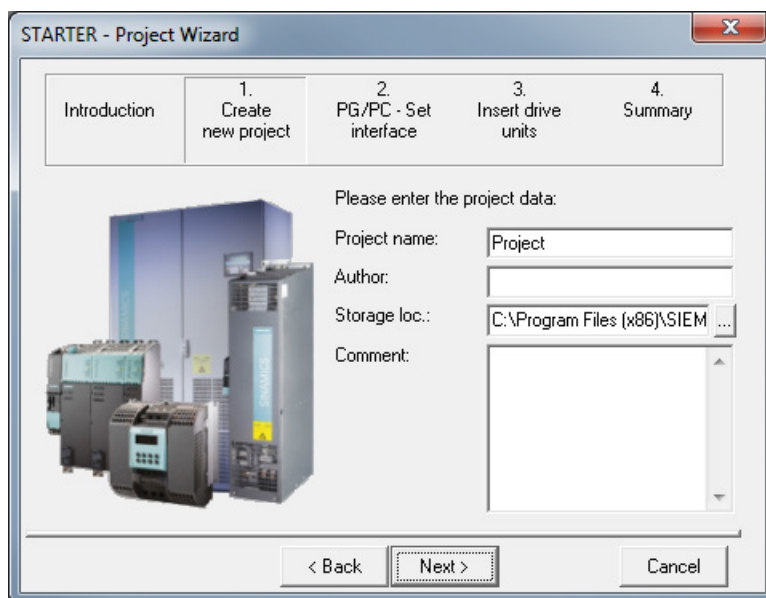 STARTER - Project Wizard
Introduction
1.
Create
new project
2.
PG/PC - Set
interface
3.
Insert drive
units
4.
Summary
Please enter the project data:
Project name:
Project
Author:
Storage loc.:
C:\Program Files (x86)\SIEM
...
Comment:
SINAMICS
SINAMICS
< Back
Next >
Cancel